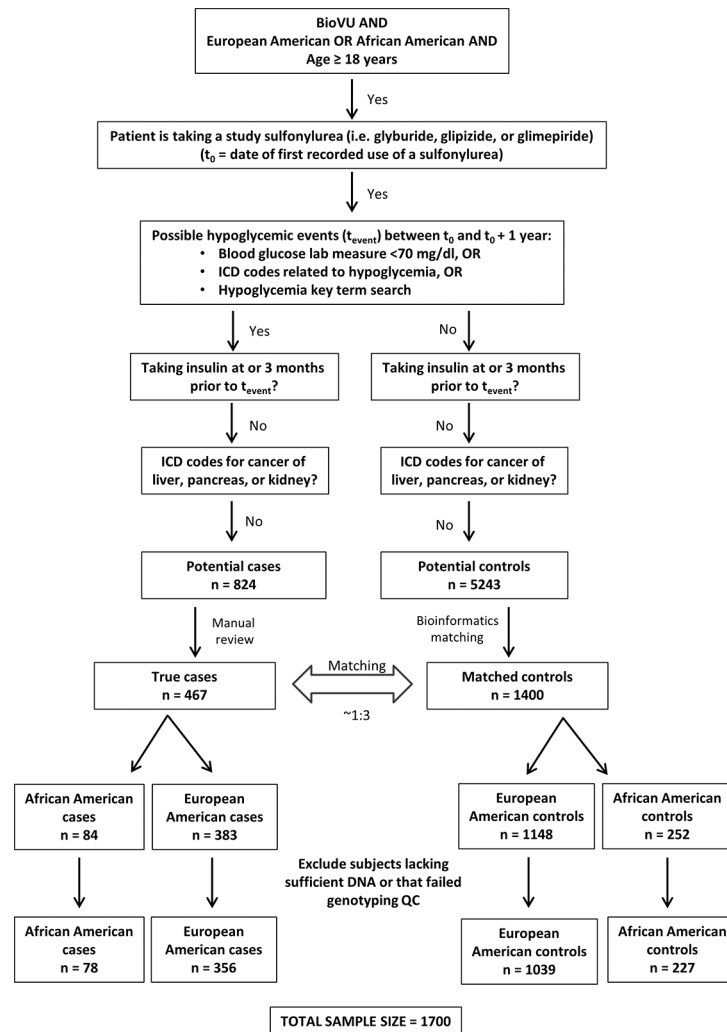 BioVU AND
European American OR African American AND
Age ≥ 18 years
Yes
Patient is taking a study sulfonylurea (i.e. glyburide, glipizide, or glimepiride)
(t0 = date of first recorded use of a sulfonylurea)
Yes
Possible hypoglycemic events (tevent) between t0 and t0 + 1 year:
• Blood glucose lab measure <70 mg/dl, OR
• ICD codes related to hypoglycemia, OR
• Hypoglycemia key term search
Yes
No
Taking insulin at or 3 months
prior to tevent?
Taking insulin at or 3 months
prior to tevent?
No
No
ICD codes for cancer of
liver, pancreas, or kidney?
ICD codes for cancer of
liver, pancreas, or kidney?
No
No
Potential cases
n = 824
Potential controls
n = 5243
Manual
review
Bioinformatics
matching
True cases
n = 467
Matching
~1:3
Matched controls
n = 1400
African American
cases
n = 84
European
American cases
n = 383
European
American controls
n = 1148
African American
controls
n = 252
Exclude subjects lacking
sufficient DNA or that failed
genotyping QC
African American
cases
n = 78
European
American cases
n = 356
European
American controls
n = 1039
African American
controls
n = 227
TOTAL SAMPLE SIZE = 1700